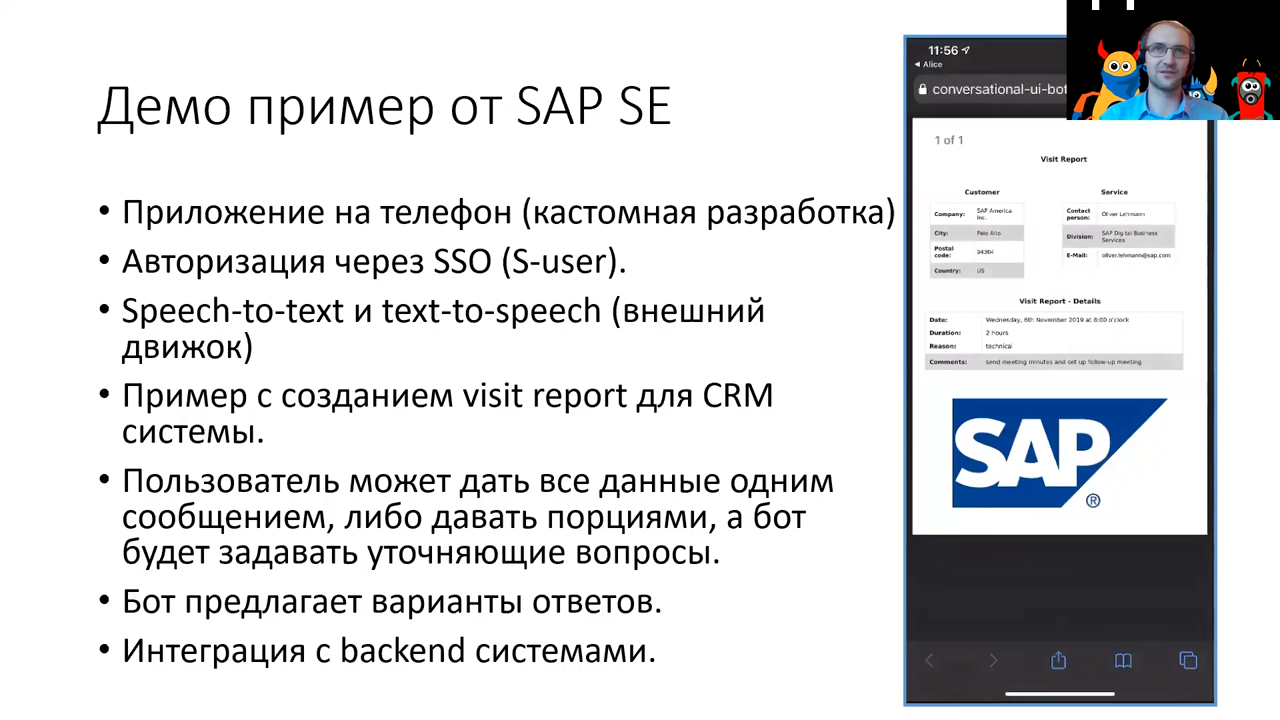 Демо пример от SAP SE
• Приложение на телефон (кастомная разработка)
• Авторизация через SSO (S-user).
• Speech-to-text и text-to-speech (внешний
движок)
• Пример с созданием visit report для CRM
системы.
• Пользователь может дать все данные одним
сообщением, либо давать порциями, а бот
будет задавать уточняющие вопросы.
• Бот предлагает варианты ответов.
• Интеграция с backend системами.
11:56
Alice
conversational-ui-bot
1 of 1
Visit Report
Customer
Company: SAP America
Inc.
City: Palo Alto
Postal
code: 94304
Country: US
Service
Contact
person: Oliver Lehmann
Division: SAP Digital Business
Services
E-Mail: oliver.lehmann@sap.com
Visit Report - Details
Date: Wednesday, 6th November 2019 at 8:00 o'clock
Duration: 2 hours
Reason: technical
Comments: send meeting minutes and set up follow-up meeting
SAP®